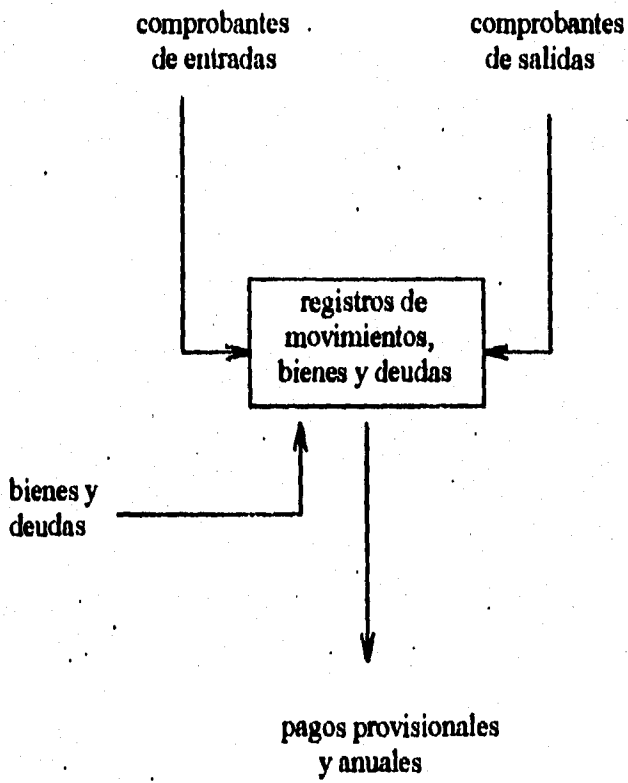 comprobantes
de entradas
comprobantes
de salidas
registros de
movimientos,
bienes y deudas
bienes y
deudas
pagos provisionales
y anuales